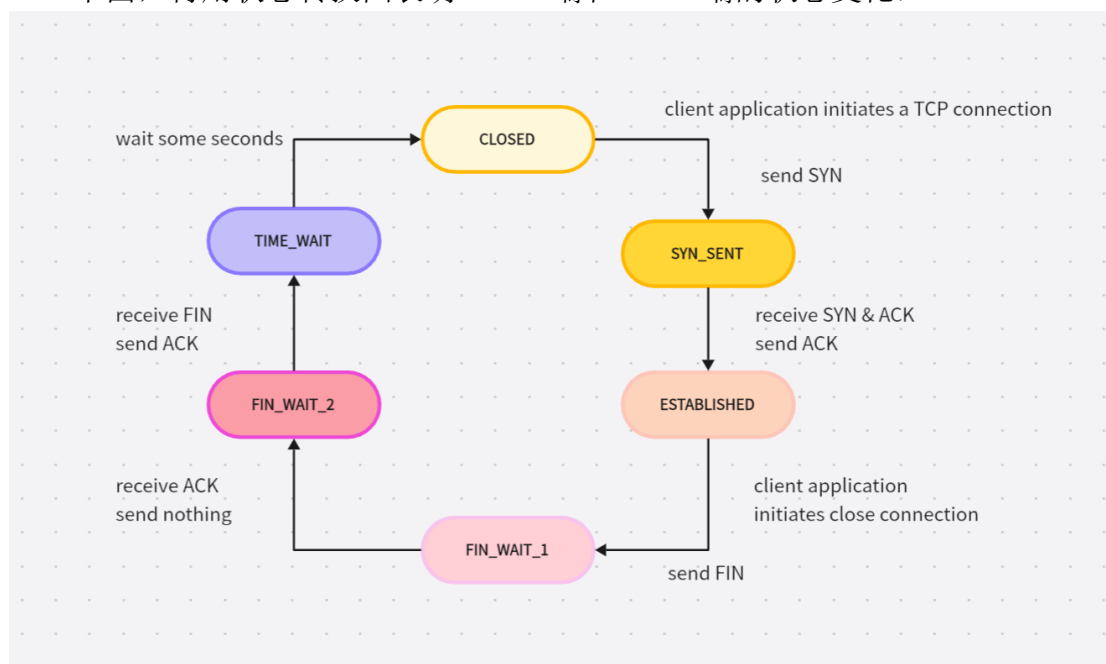 CLOSED
client application initiates a TCP connection
wait some seconds
send SYN
TIME_WAIT
SYN_SENT
receive FIN
send ACK
receive SYN & ACK
send ACK
FIN_WAIT_2
ESTABLISHED
receive ACK
send nothing
client application
initiates close connection
FIN_WAIT_1
send FIN